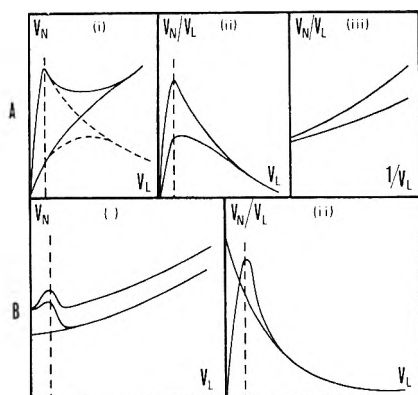 V_N (i)
V_N/V_L (ii)
V_N/V_L (iii)
A
V_L
V_L
1/V_L
V_N (i)
V_N/V_L (ii)
B
V_L
V_L